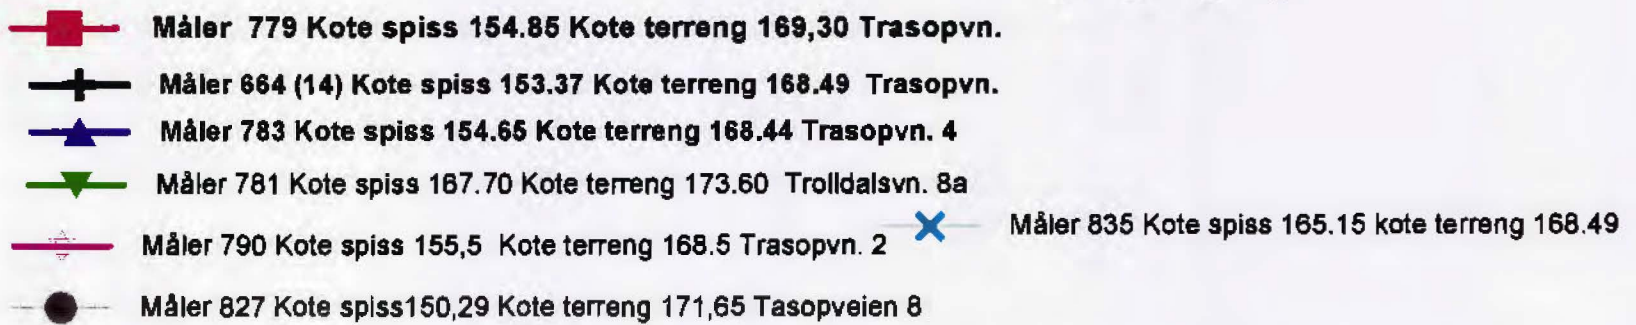 Måler 779 Kote spiss 154.85 Kote terreng 169,30 Trasopvn.
Måler 664 (14) Kote spiss 153.37 Kote terreng 168.49 Trasopvn.
Måler 783 Kote spiss 154.65 Kote terreng 168.44 Trasopvn. 4
Måler 781 Kote spiss 167.70 Kote terreng 173.60 Trolldalsvn. 8a
Måler 790 Kote spiss 155,5 Kote terreng 168.5 Trasopvn. 2
Måler 835 Kote spiss 165.15 kote terreng 168.49
Måler 827 Kote spiss150,29 Kote terreng 171,65 Tasopveien 8